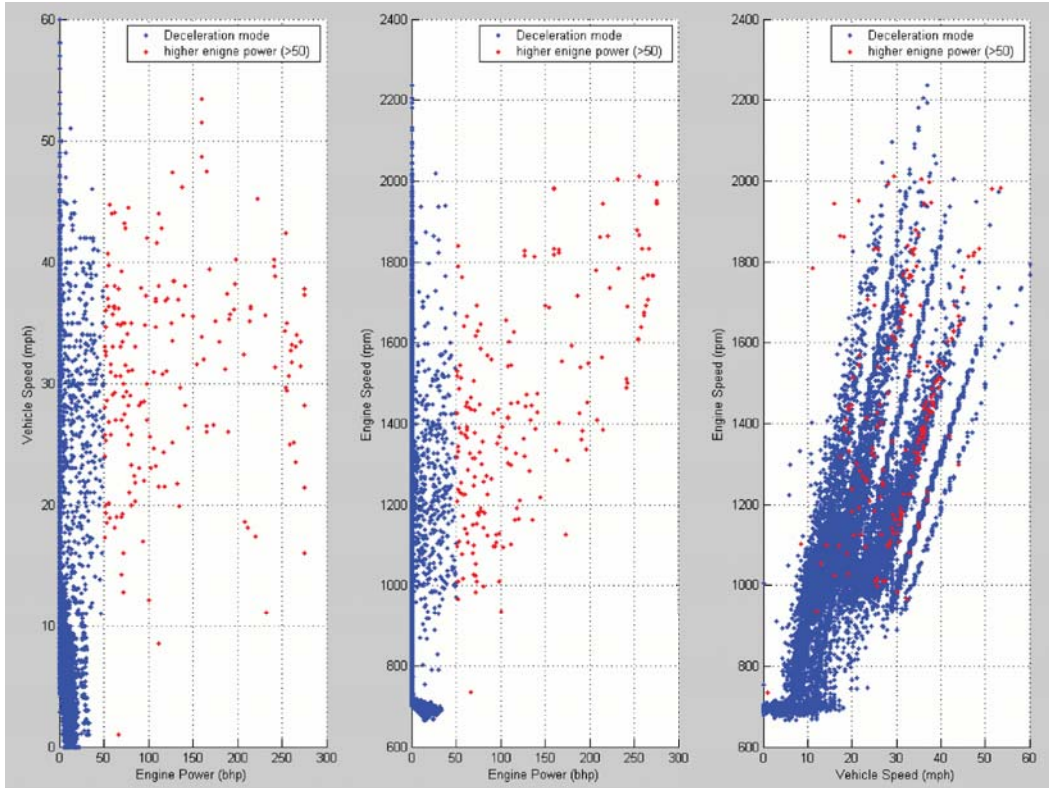 Deceleration mode
higher enigne power (>50)
60
50
40
30
20
10
0
Vehicle Speed (mph)
0 50 100 150 200 250 300
Engine Power (bhp)
Deceleration mode
higher enigne power (>50)
2400
2200
2000
1800
1600
1400
1200
1000
800
600
Engine Speed (rpm)
0 50 100 150 200 250 300
Engine Power (bhp)
Deceleration mode
higher enigne power (>50)
2400
2200
2000
1800
1600
1400
1200
1000
800
600
Engine Speed (rpm)
0 10 20 30 40 50 60
Vehicle Speed (mph)